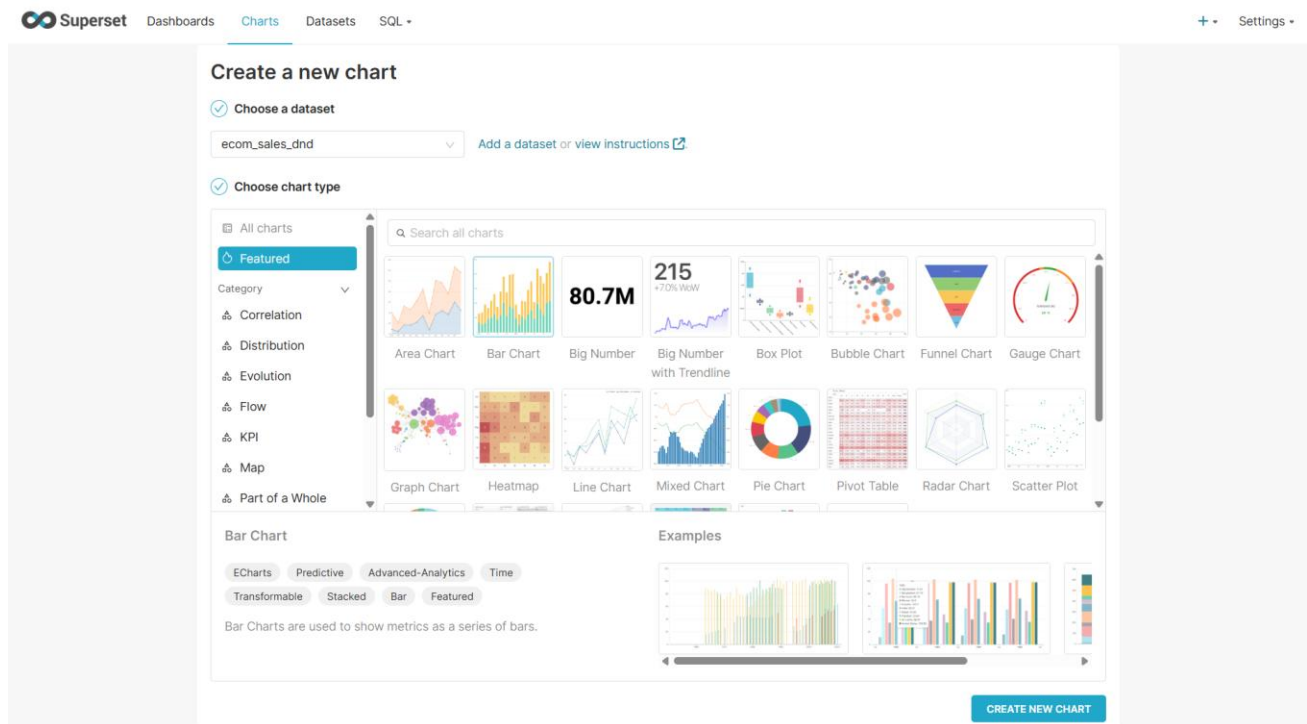 Superset Dashboards Charts Datasets SQL + Settings
Create a new chart
Choose a dataset
ecom_sales_dnd Add a dataset or view instructions
Choose chart type
All charts
Search all charts
Featured
Category
Correlation
Distribution
Evolution
Flow
KPI
Map
Part of a Whole
80.7M
215
+7.0% WoW
Area Chart Bar Chart Big Number Big Number with Trendline Box Plot Bubble Chart Funnel Chart Gauge Chart
Graph Chart Heatmap Line Chart Mixed Chart Pie Chart Pivot Table Radar Chart Scatter Plot
Bar Chart
ECharts Predictive Advanced-Analytics Time
Transformable Stacked Bar Featured
Bar Charts are used to show metrics as a series of bars.
Examples
CREATE NEW CHART